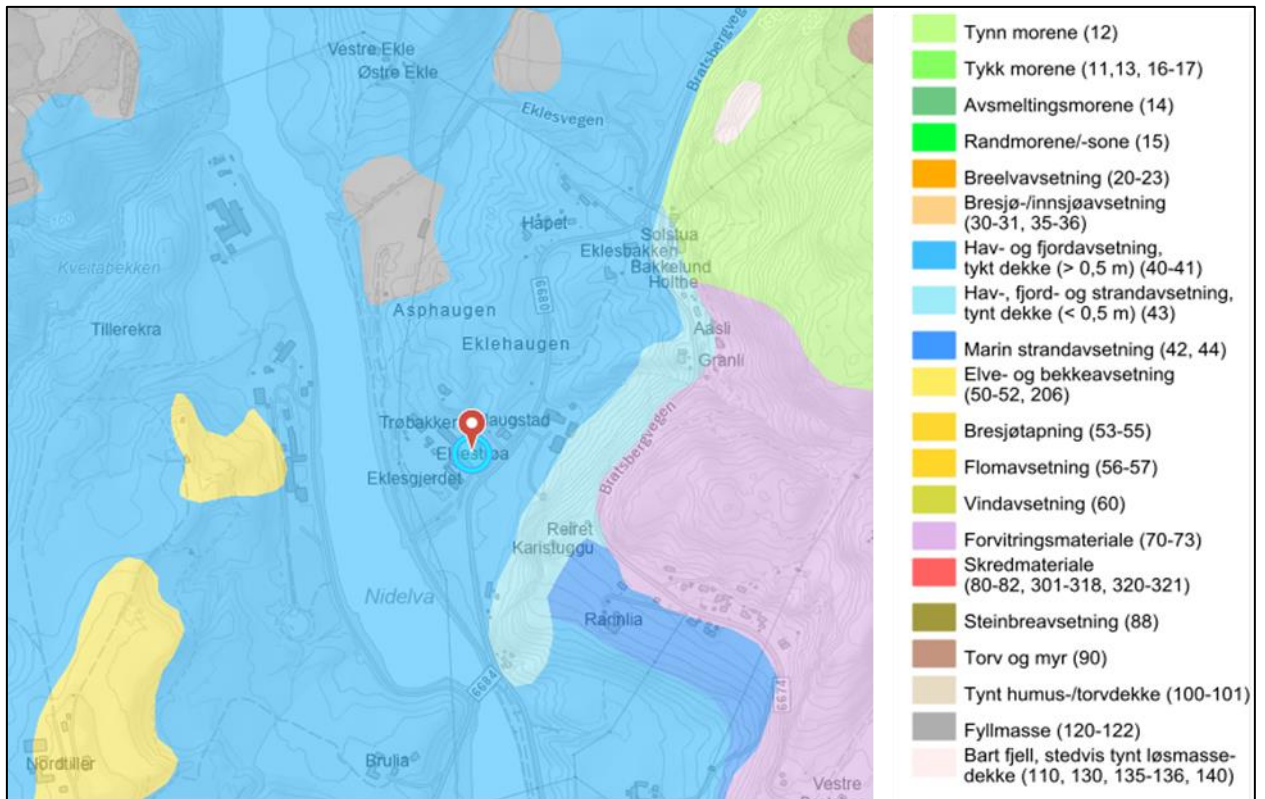 Vestre Ekle
Østre Ekle
Bratsbergvegen
Eklesvegen
Kveitabekken
Håpet
Solstua
Eklesbakken
Bakkelund
Holthe
6680
Asphaugen
Tillerekra
Aasli
Eklehaugen
Granli
Trøbakken
Haugstad
Eklesgjerdet
Bratsbergvegen
Reiret
Karistuggu
Nidelva
Ramlia
6684
6674
Nordtiller
Brulia
Vestre
Tynn morene (12)
Tykk morene (11,13, 16-17)
Avsmeltingsmorene (14)
Randmorene/-sone (15)
Breelvavsetning (20-23)
Bresjø-/innsjøavsetning
(30-31, 35-36)
Hav- og fjordavsetning,
tykt dekke (> 0,5 m) (40-41)
Hav-, fjord- og strandavsetning,
tynt dekke (< 0,5 m) (43)
Marin strandavsetning (42, 44)
Elve- og bekkeavsetning
(50-52, 206)
Bresjøtapning (53-55)
Flomavsetning (56-57)
Vindavsetning (60)
Forvitringsmateriale (70-73)
Skredmateriale
(80-82, 301-318, 320-321)
Steinbreavsetning (88)
Torv og myr (90)
Tynt humus-/torvdekke (100-101)
Fyllmasse (120-122)
Bart fjell, stedvis tynt løsmasse-
dekke (110, 130, 135-136, 140)